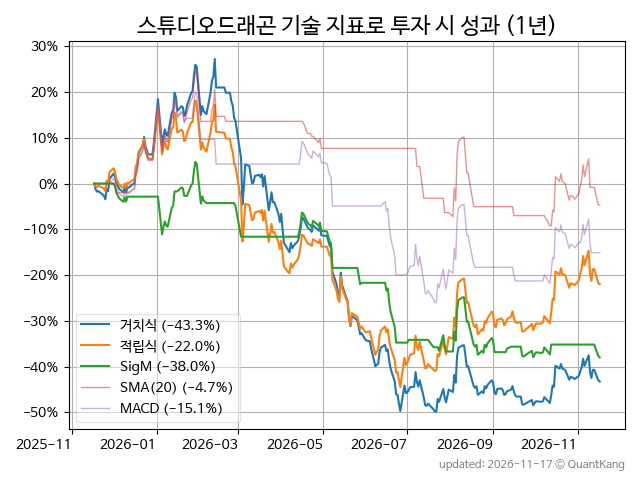 스튜디오드래곤 기술 지표로 투자 시 성과 (1년)
30%
20%
10%
0%
−10%
−20%
−30%
−40%
−50%
거치식 (−43.3%)
적립식 (−22.0%)
SigM (−38.0%)
SMA(20) (−4.7%)
MACD (−15.1%)
2025-11 2026-01 2026-03 2026-05 2026-07 2026-09 2026-11
updated: 2026-11-17 © QuantKang